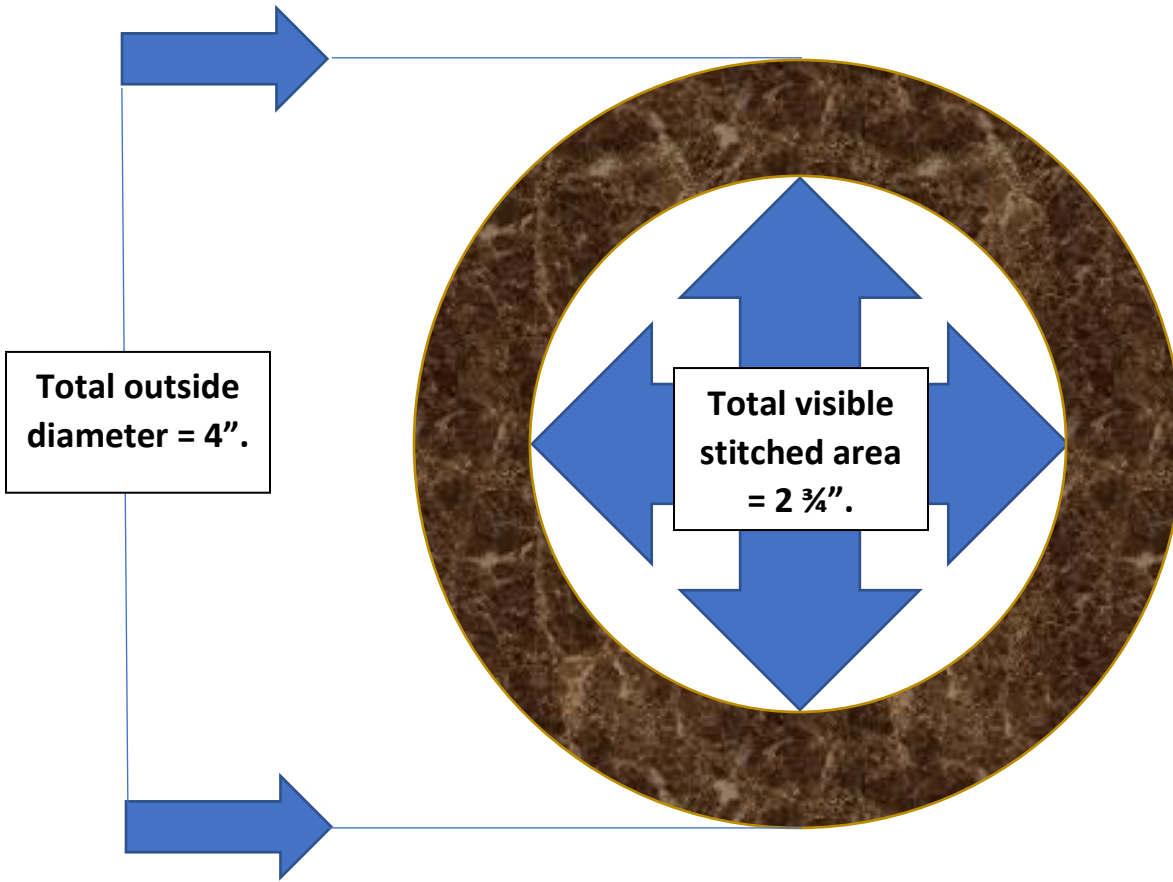 Total outside
diameter = 4”.
Total visible
stitched area
= 2 ¾”.